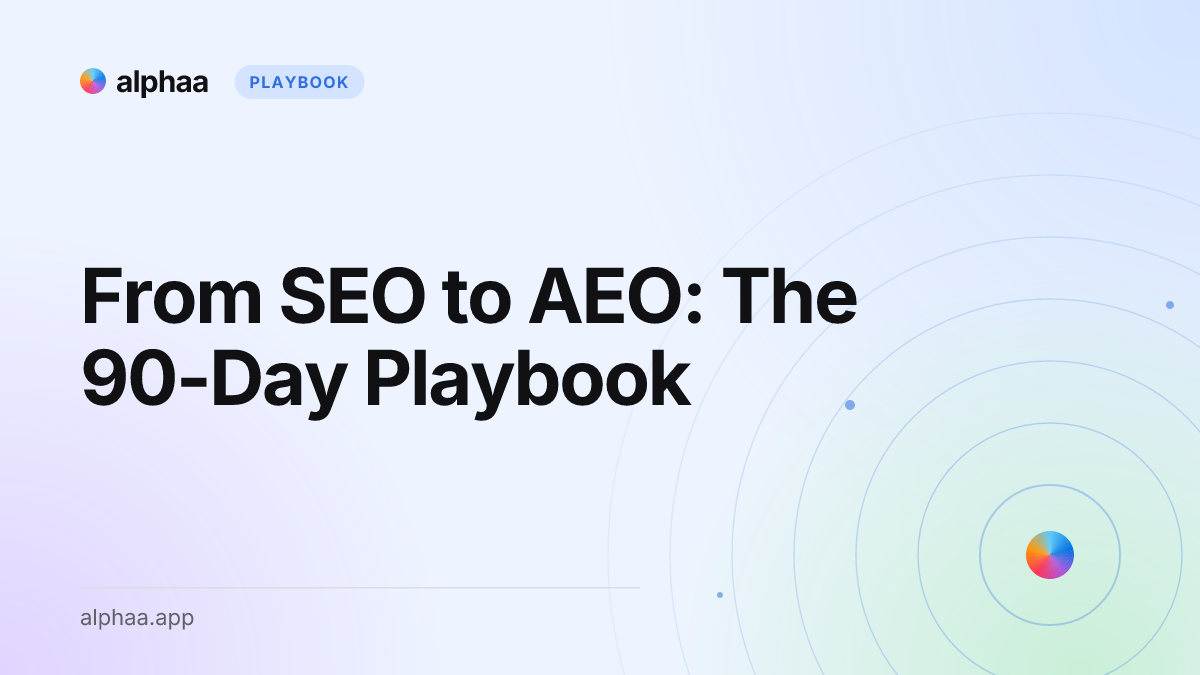 alphaa
PLAYBOOK
From SEO to AEO: The
90-Day Playbook
alphaa.app